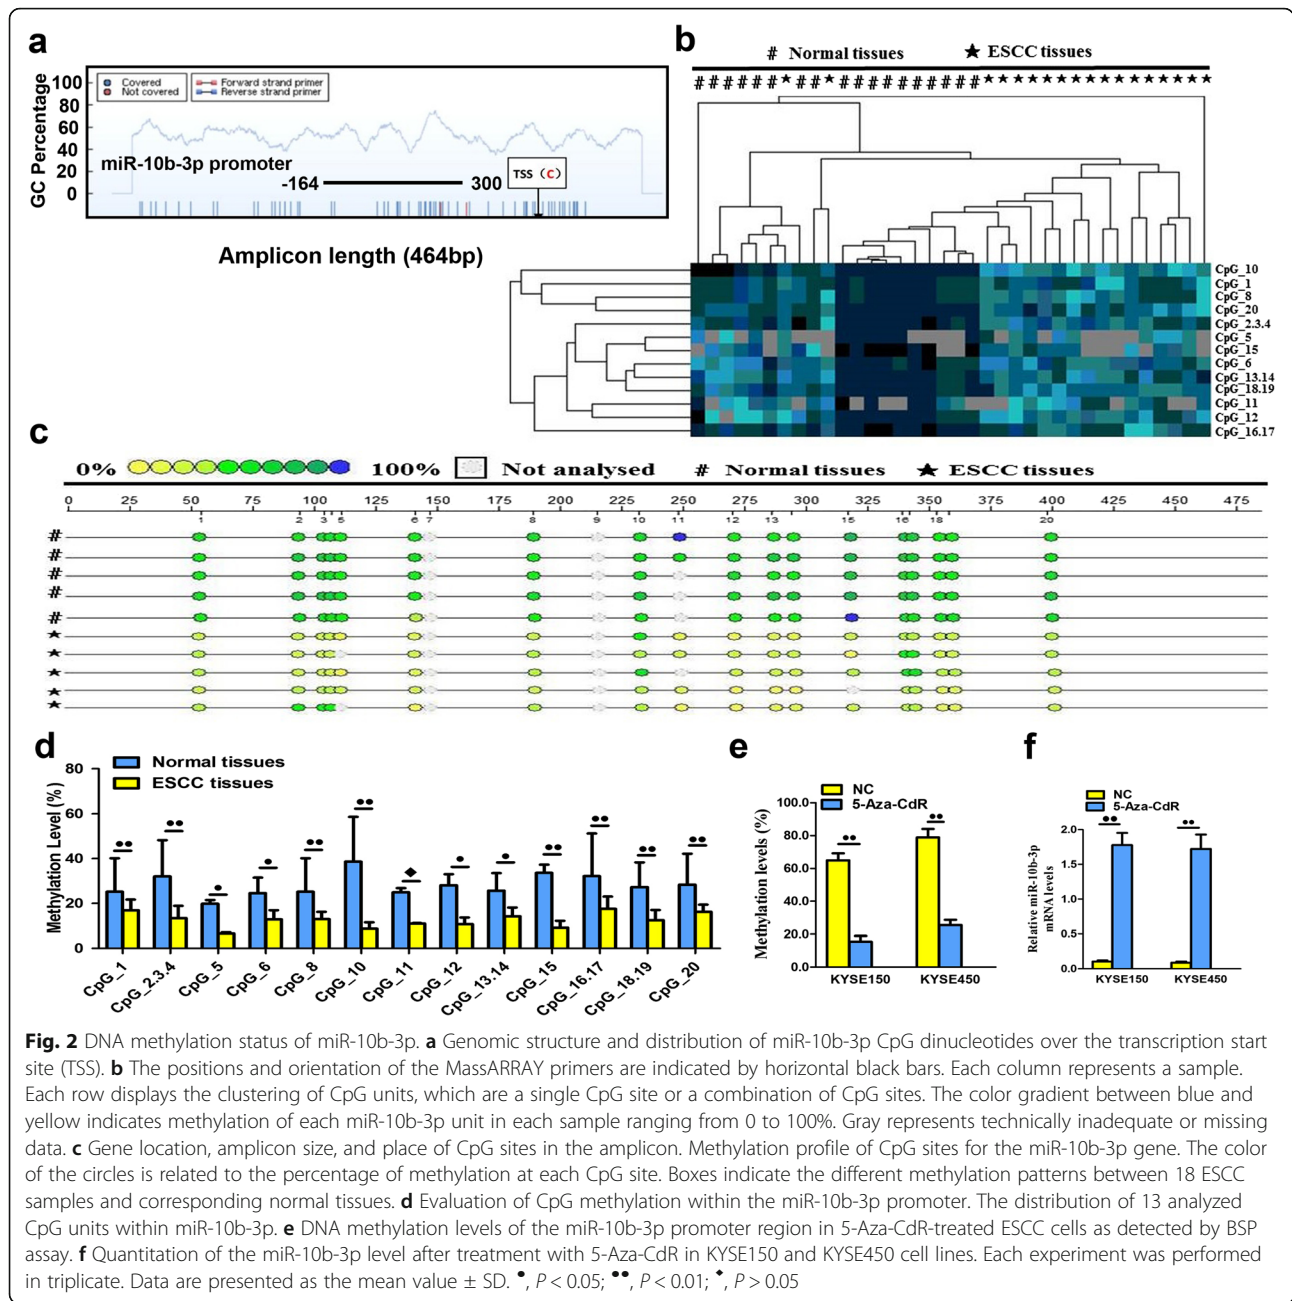 a
GC Percentage
100
80
60
40
20
0
Covered
Not covered
Forward strand primer
Reverse strand primer
miR-10b-3p promoter
-164
300
TSS (C)
Amplicon length (464bp)
b
# Normal tissues ★ ESCC tissues
# # # # # # ★ # # ★ # # # # # # # # # # ★ ★ ★ ★ ★ ★ ★ ★ ★ ★ ★ ★ ★ ★ ★ ★
CpG_10
CpG_1
CpG_8
CpG_20
CpG_2.3.4
CpG_5
CpG_15
CpG_6
CpG_13.14
CpG_18.19
CpG_11
CpG_12
CpG_16.17
c
0% 100% Not analysed # Normal tissues ★ ESCC tissues
0 25 50 75 100 125 150 175 200 225 250 275 300 325 350 375 400 425 450 475
1 2 3 5 6 7 8 9 10 11 12 13 15 16 18 20
#
#
#
#
#
★
★
★
★
★
d
Methylation Level (%)
80
60
40
20
0
Normal tissues
ESCC tissues
•• •• • • •• •• ◆ • • •• •• •• ••
CpG_1 CpG_2.3.4 CpG_5 CpG_6 CpG_8 CpG_10 CpG_11 CpG_12 CpG_13.14 CpG_15 CpG_16.17 CpG_18.19 CpG_20
e
NC
5-Aza-CdR
Methylation levels (%)
100.0
80.0
60.0
40.0
20.0
0.0
•• ••
KYSE150 KYSE450
f
NC
5-Aza-CdR
Relative miR-10b-3p
mRNA levels
2.0
1.5
1.0
0.5
0.0
•• ••
KYSE150 KYSE450
Fig. 2 DNA methylation status of miR-10b-3p. a Genomic structure and distribution of miR-10b-3p CpG dinucleotides over the transcription start
site (TSS). b The positions and orientation of the MassARRAY primers are indicated by horizontal black bars. Each column represents a sample.
Each row displays the clustering of CpG units, which are a single CpG site or a combination of CpG sites. The color gradient between blue and
yellow indicates methylation of each miR-10b-3p unit in each sample ranging from 0 to 100%. Gray represents technically inadequate or missing
data. c Gene location, amplicon size, and place of CpG sites in the amplicon. Methylation profile of CpG sites for the miR-10b-3p gene. The color
of the circles is related to the percentage of methylation at each CpG site. Boxes indicate the different methylation patterns between 18 ESCC
samples and corresponding normal tissues. d Evaluation of CpG methylation within the miR-10b-3p promoter. The distribution of 13 analyzed
CpG units within miR-10b-3p. e DNA methylation levels of the miR-10b-3p promoter region in 5-Aza-CdR-treated ESCC cells as detected by BSP
assay. f Quantitation of the miR-10b-3p level after treatment with 5-Aza-CdR in KYSE150 and KYSE450 cell lines. Each experiment was performed
in triplicate. Data are presented as the mean value ± SD. •, P < 0.05; ••, P < 0.01; ◆, P > 0.05